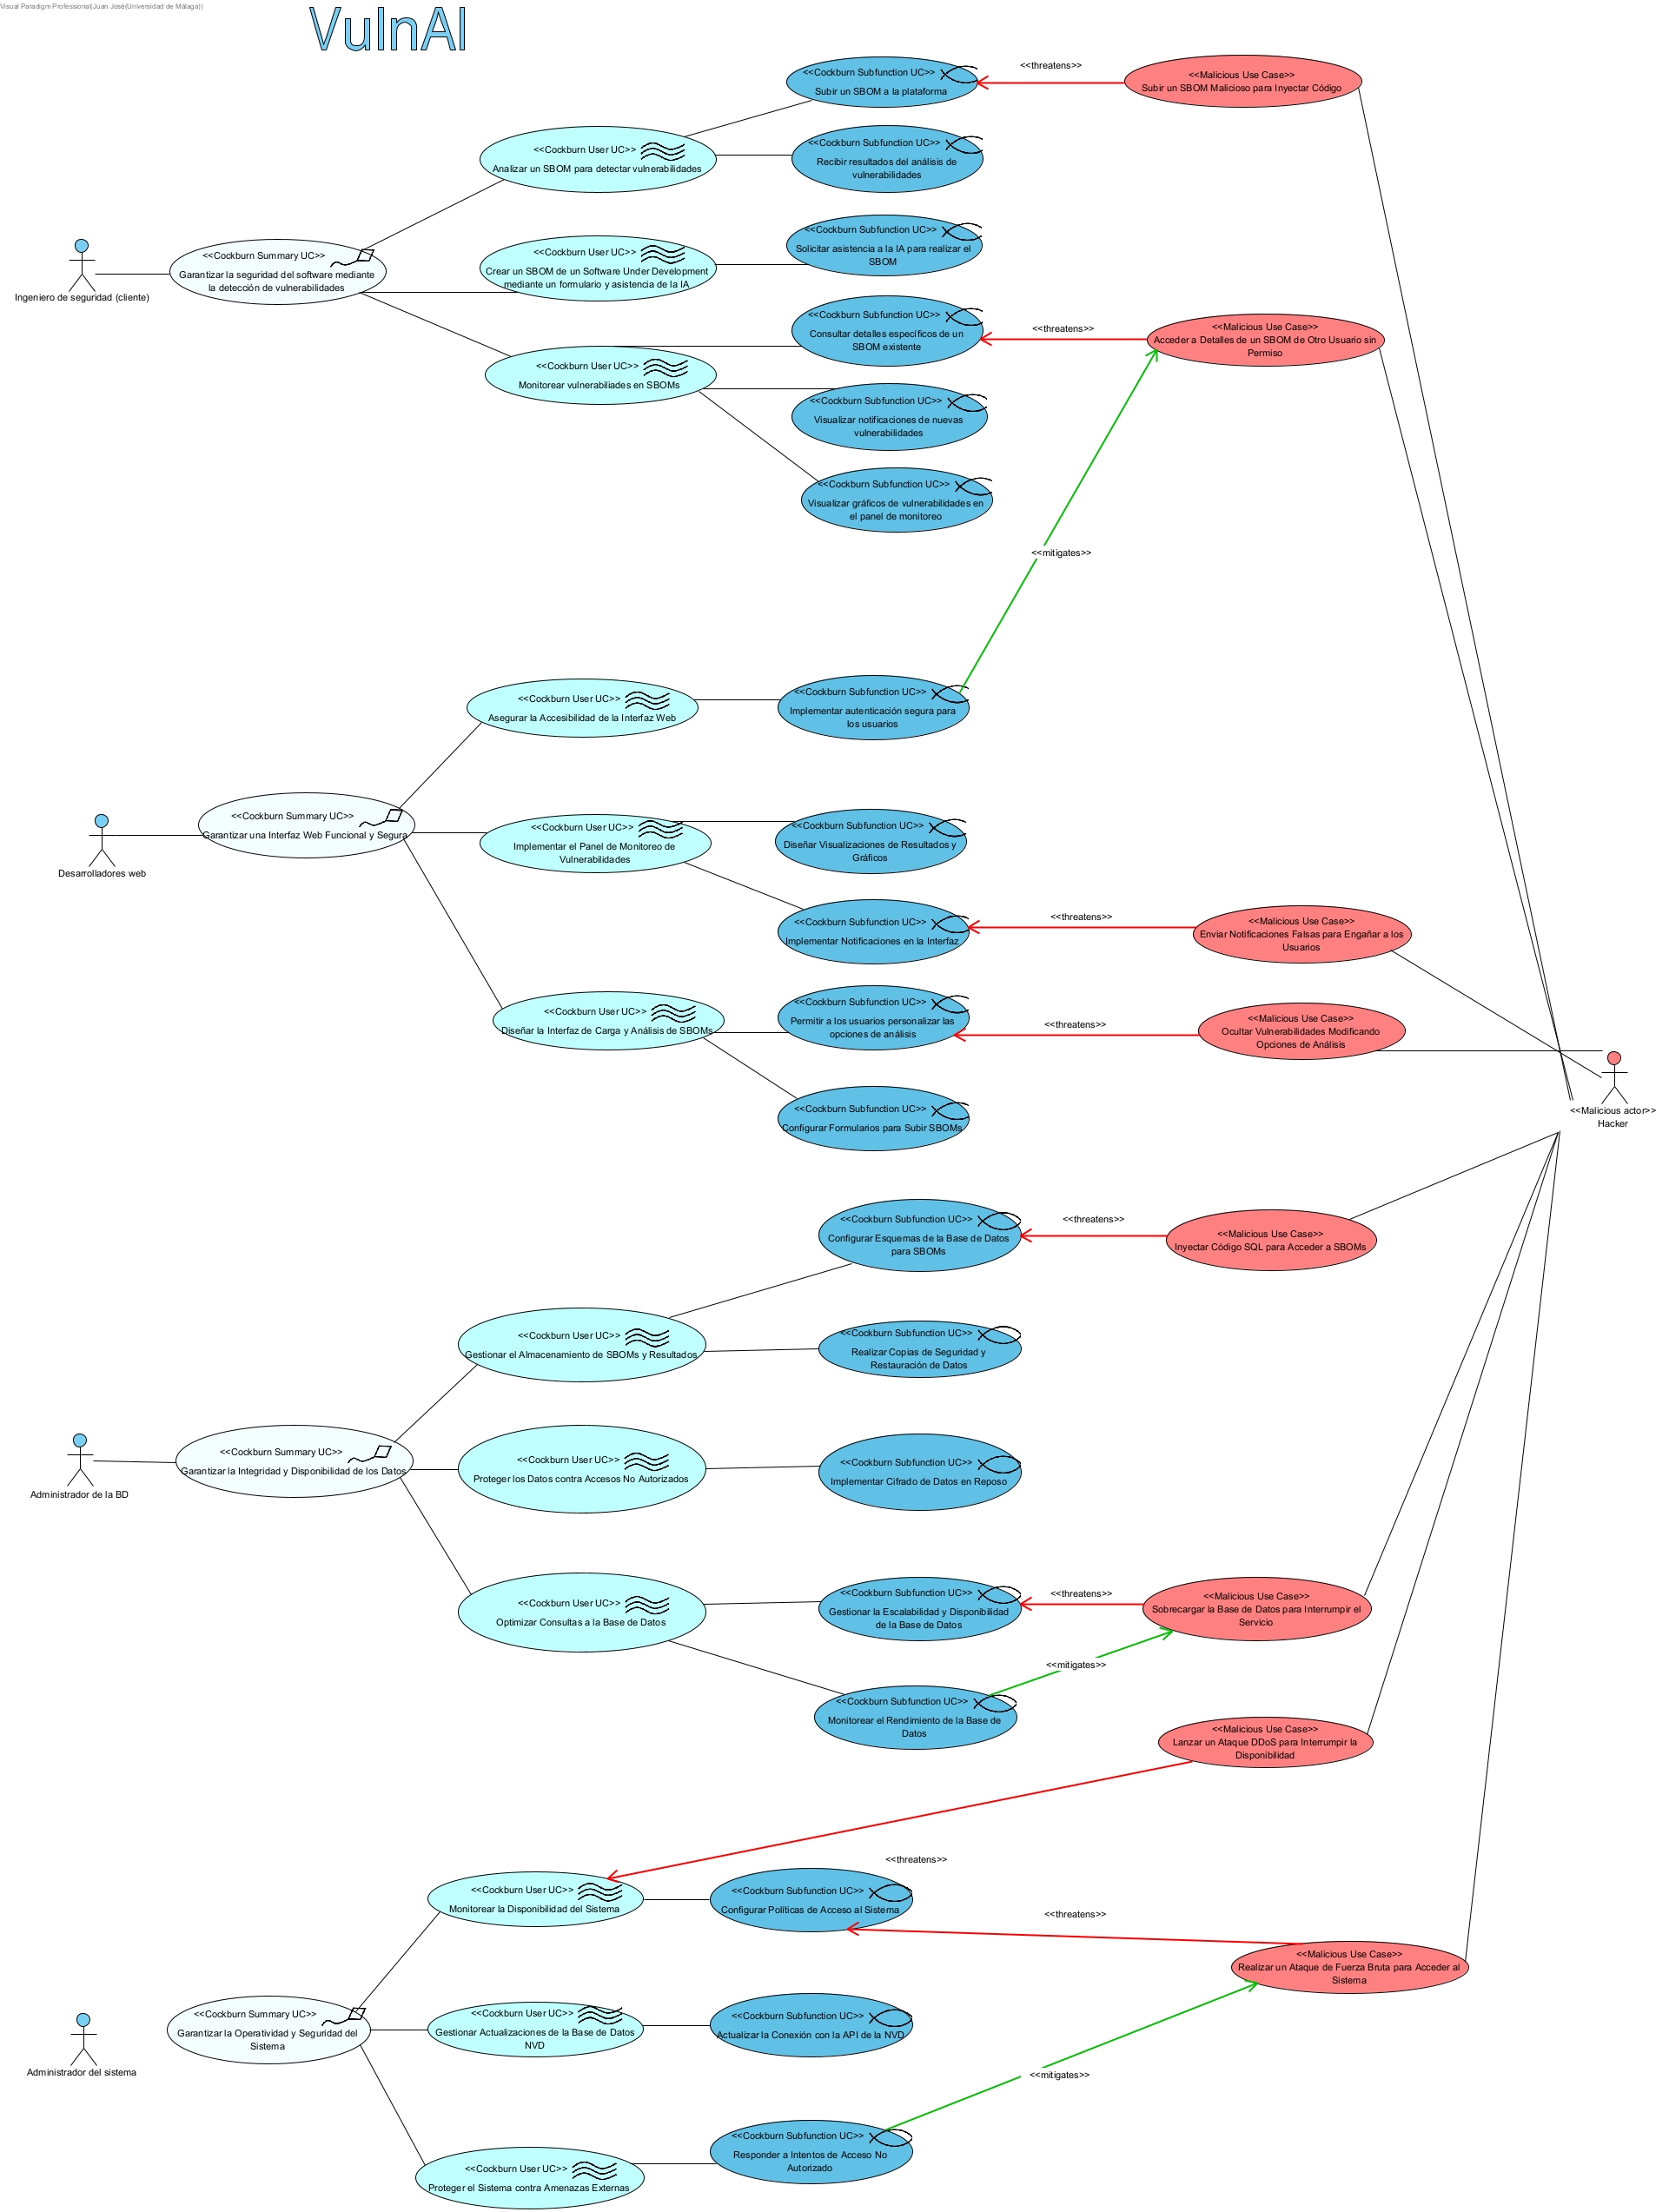 Visual Paradigm Professional(Juan José(Universidad de Málaga))
VulnAI
<<Cockburn Subfunction UC>>
Subir un SBOM a la plataforma
<<threatens>>
<<Malicious Use Case>>
Subir un SBOM Malicioso para Inyectar Código
<<Cockburn User UC>>
Analizar un SBOM para detectar vulnerabilidades
<<Cockburn Subfunction UC>>
Recibir resultados del análisis de
vulnerabilidades
Ingeniero de seguridad (cliente)
<<Cockburn Summary UC>>
Garantizar la seguridad del software mediante
la detección de vulnerabilidades
<<Cockburn User UC>>
Crear un SBOM de un Software Under Development
mediante un formulario y asistencia de la IA
<<Cockburn Subfunction UC>>
Solicitar asistencia a la IA para realizar el
SBOM
<<Cockburn Subfunction UC>>
Consultar detalles específicos de un
SBOM existente
<<threatens>>
<<Malicious Use Case>>
Acceder a Detalles de un SBOM de Otro Usuario sin
Permiso
<<Cockburn User UC>>
Monitorear vulnerabiliades en SBOMs
<<Cockburn Subfunction UC>>
Visualizar notificaciones de nuevas
vulnerabilidades
<<Cockburn Subfunction UC>>
Visualizar gráficos de vulnerabilidades en
el panel de monitoreo
<<mitigates>>
<<Cockburn User UC>>
Asegurar la Accesibilidad de la Interfaz Web
<<Cockburn Subfunction UC>>
Implementar autenticación segura para
los usuarios
Desarrolladores web
<<Cockburn Summary UC>>
Garantizar una Interfaz Web Funcional y Segura
<<Cockburn User UC>>
Implementar el Panel de Monitoreo de
Vulnerabilidades
<<Cockburn Subfunction UC>>
Diseñar Visualizaciones de Resultados y
Gráficos
<<Cockburn Subfunction UC>>
Implementar Notificaciones en la Interfaz
<<threatens>>
<<Malicious Use Case>>
Enviar Notificaciones Falsas para Engañar a los
Usuarios
<<Cockburn User UC>>
Diseñar la Interfaz de Carga y Análisis de SBOMs
<<Cockburn Subfunction UC>>
Permitir a los usuarios personalizar las
opciones de análisis
<<threatens>>
<<Malicious Use Case>>
Ocultar Vulnerabilidades Modificando
Opciones de Análisis
<<Malicious actor>>
Hacker
<<Cockburn Subfunction UC>>
Configurar Formularios para Subir SBOMs
<<Cockburn Subfunction UC>>
Configurar Esquemas de la Base de Datos
para SBOMs
<<threatens>>
<<Malicious Use Case>>
Inyectar Código SQL para Acceder a SBOMs
<<Cockburn User UC>>
Gestionar el Almacenamiento de SBOMs y Resultados
<<Cockburn Subfunction UC>>
Realizar Copias de Seguridad y
Restauración de Datos
Administrador de la BD
<<Cockburn Summary UC>>
Garantizar la Integridad y Disponibilidad de los Datos
<<Cockburn User UC>>
Proteger los Datos contra Accesos No Autorizados
<<Cockburn Subfunction UC>>
Implementar Cifrado de Datos en Reposo
<<Cockburn User UC>>
Optimizar Consultas a la Base de Datos
<<Cockburn Subfunction UC>>
Gestionar la Escalabilidad y Disponibilidad
de la Base de Datos
<<threatens>>
<<Malicious Use Case>>
Sobrecargar la Base de Datos para Interrumpir el
Servicio
<<mitigates>>
<<Cockburn Subfunction UC>>
Monitorear el Rendimiento de la Base de
Datos
<<Malicious Use Case>>
Lanzar un Ataque DDoS para Interrumpir la
Disponibilidad
<<threatens>>
<<Cockburn User UC>>
Monitorear la Disponibilidad del Sistema
<<Cockburn Subfunction UC>>
Configurar Políticas de Acceso al Sistema
<<threatens>>
<<Malicious Use Case>>
Realizar un Ataque de Fuerza Bruta para Acceder al
Sistema
Administrador del sistema
<<Cockburn Summary UC>>
Garantizar la Operatividad y Seguridad del
Sistema
<<Cockburn User UC>>
Gestionar Actualizaciones de la Base de Datos
NVD
<<Cockburn Subfunction UC>>
Actualizar la Conexión con la API de la NVD
<<mitigates>>
<<Cockburn Subfunction UC>>
Responder a Intentos de Acceso No
Autorizado
<<Cockburn User UC>>
Proteger el Sistema contra Amenazas Externas